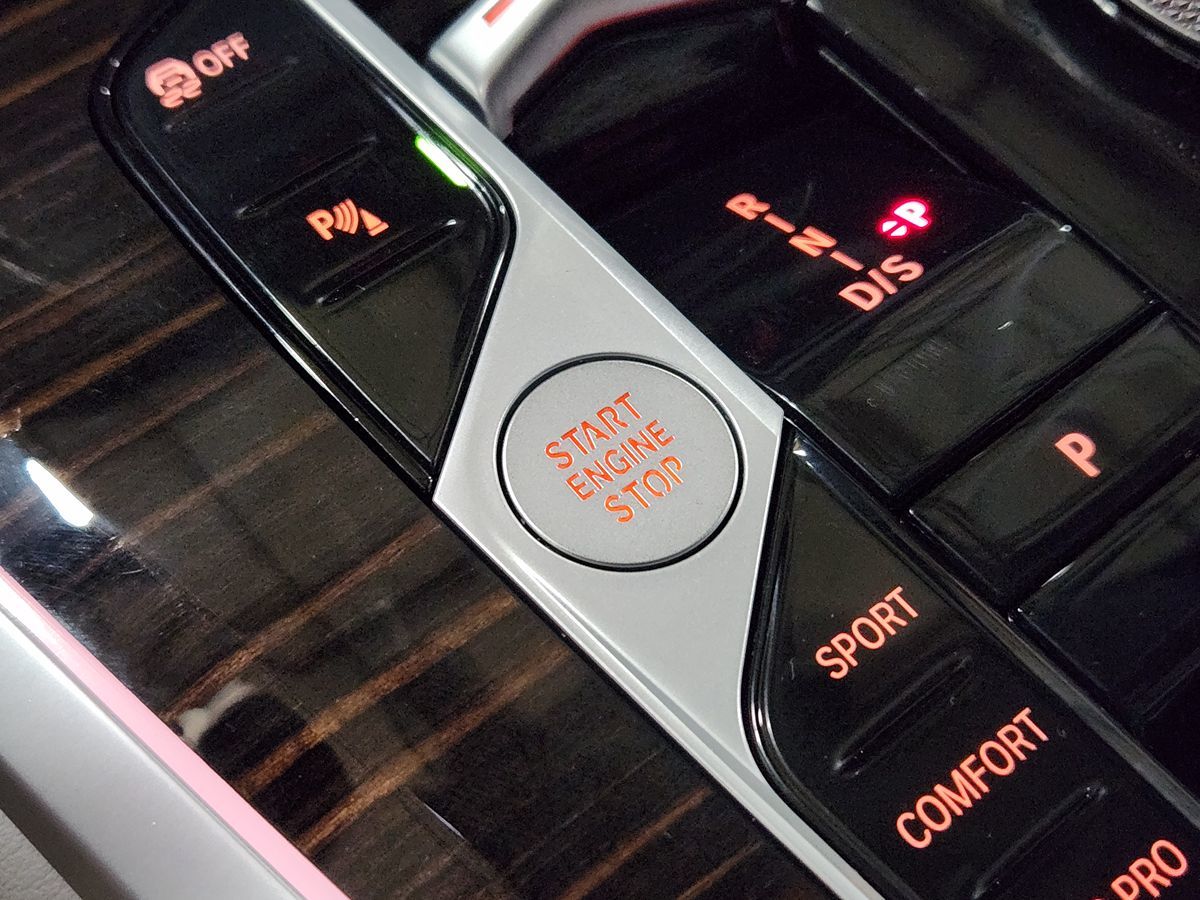 OFF
P
R
N
D/S
P
START
ENGINE
STOP
P
SPORT
COMFORT
PRO